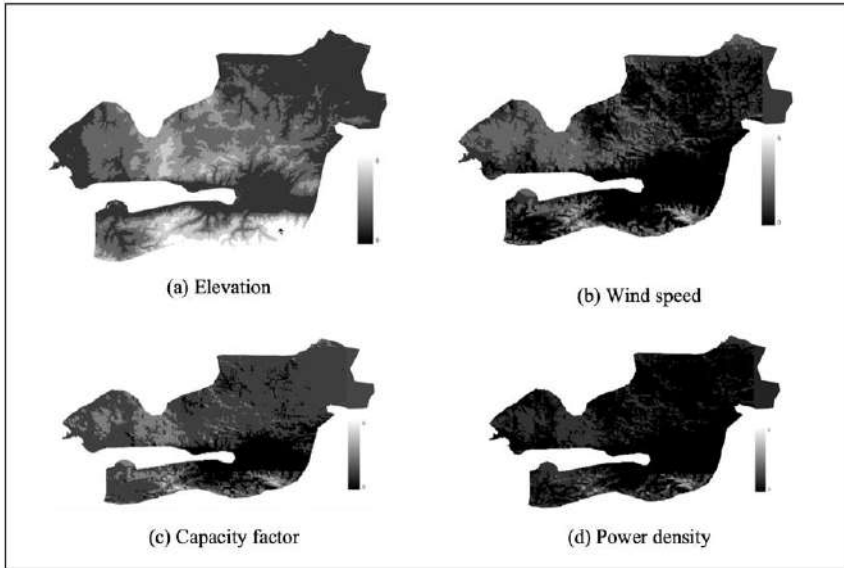 (a) Elevation
(b) Wind speed
(c) Capacity factor
(d) Power density